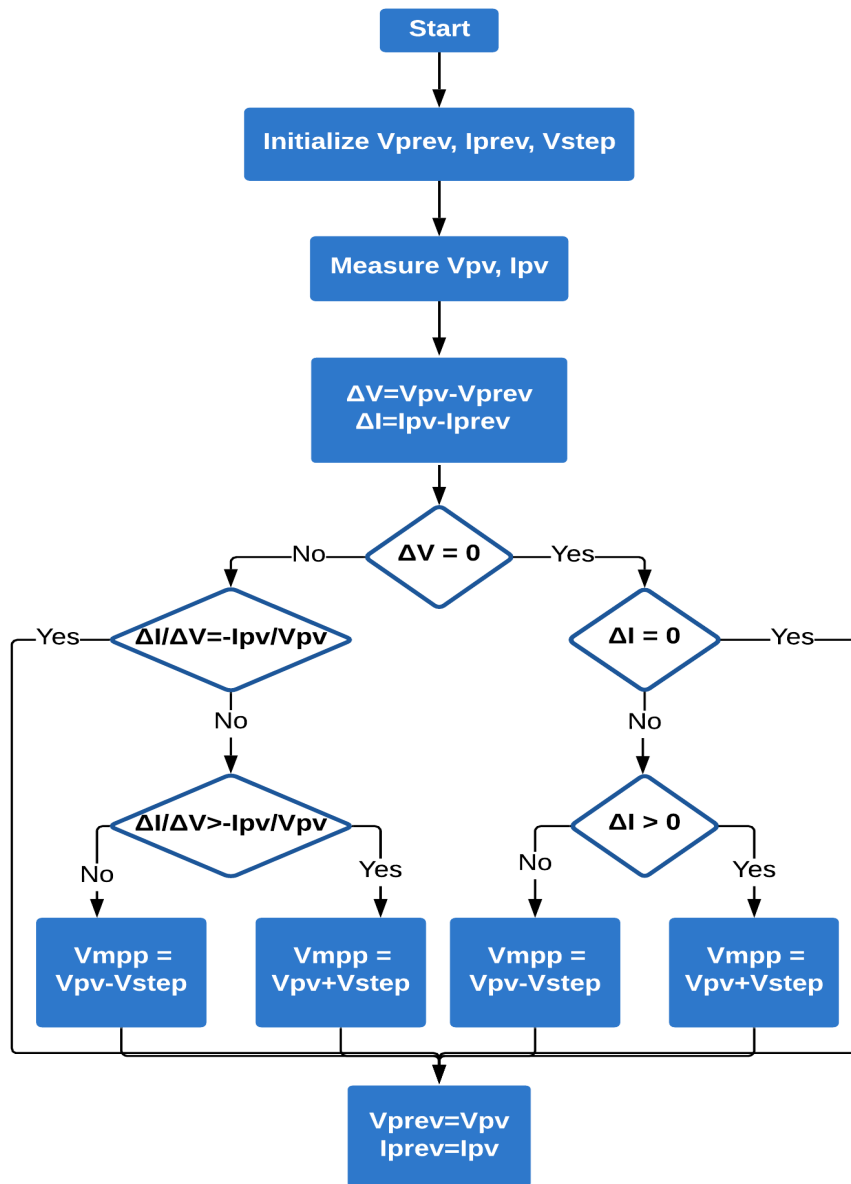 Start
Initialize Vprev, Iprev, Vstep
Measure Vpv, Ipv
ΔV=Vpv-Vprev
ΔI=Ipv-Iprev
ΔV = 0
No
Yes
ΔI/ΔV=-Ipv/Vpv
Yes
No
ΔI = 0
Yes
No
ΔI/ΔV>-Ipv/Vpv
No
Yes
ΔI > 0
No
Yes
Vmpp =
Vpv-Vstep
Vmpp =
Vpv+Vstep
Vmpp =
Vpv-Vstep
Vmpp =
Vpv+Vstep
Vprev=Vpv
Iprev=Ipv